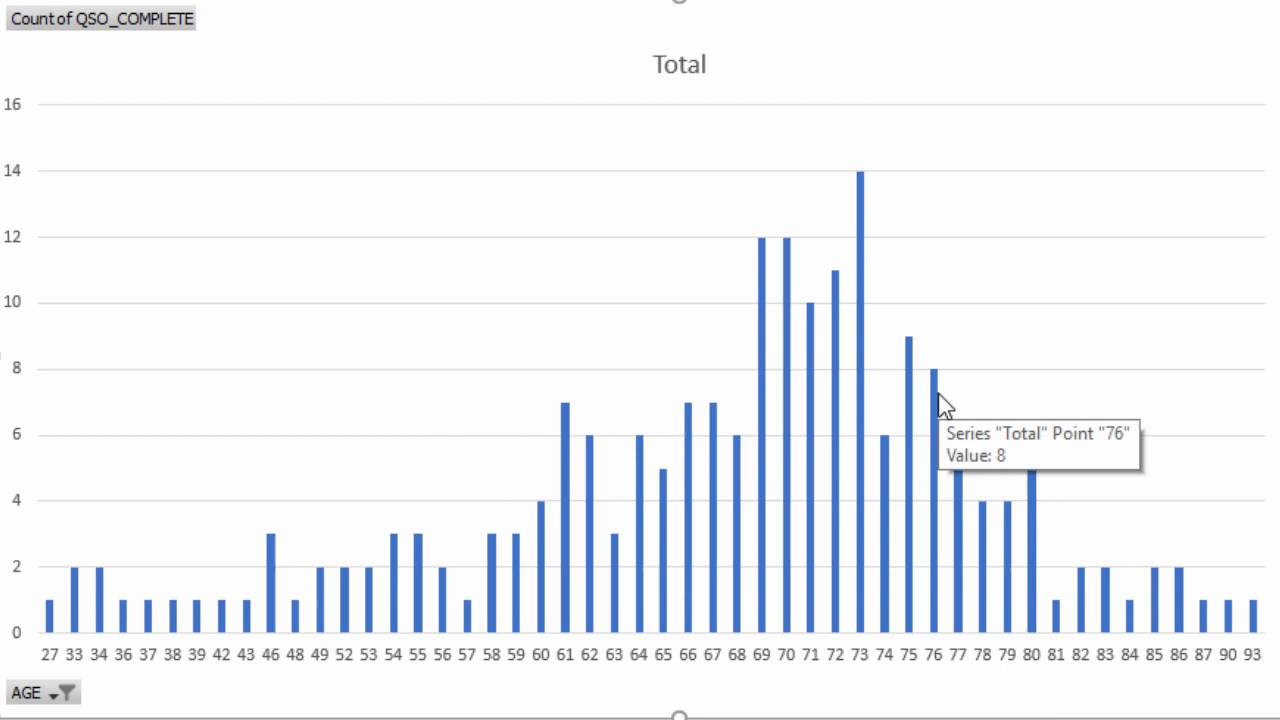 Count of QSO_COMPLETE
Total
16
14
12
10
8
6
4
2
0
Series "Total" Point "76"
Value: 8
27 33 34 36 37 38 39 42 43 46 48 49 52 53 54 55 56 57 58 59 60 61 62 63 64 65 66 67 68 69 70 71 72 73 74 75 76 77 78 79 80 81 82 83 84 85 86 87 90 93
AGE